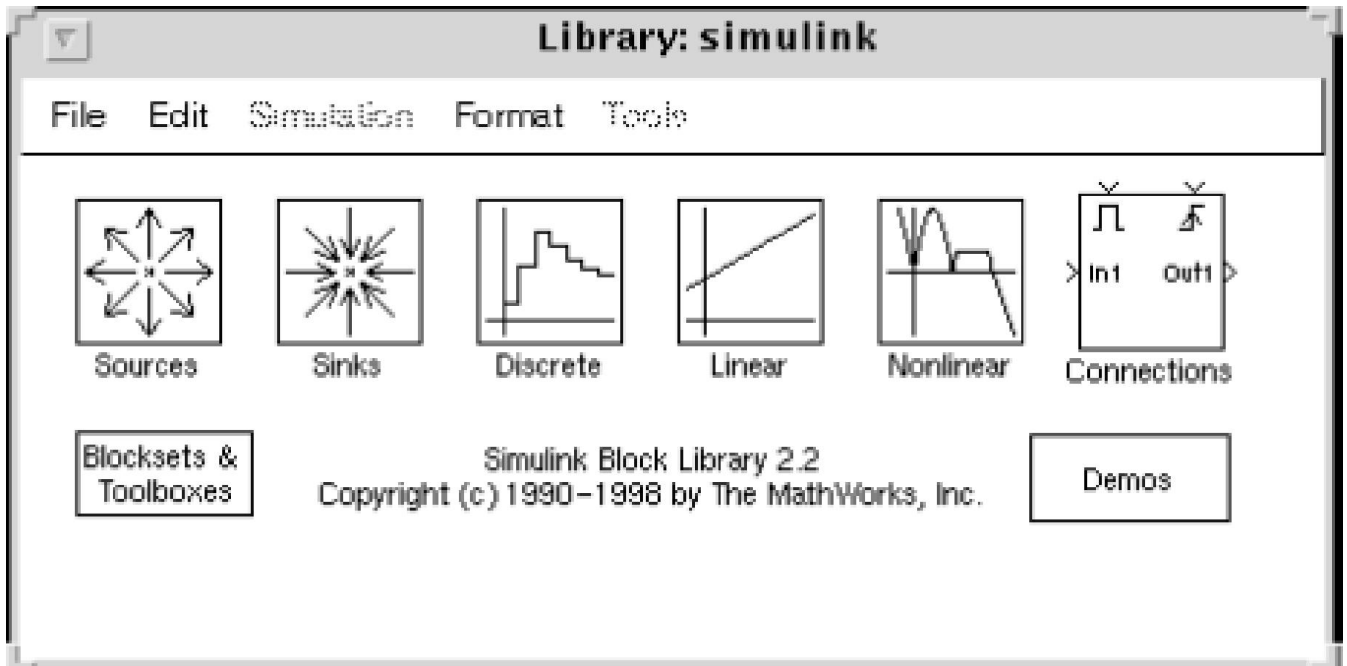 Library: simulink
File Edit Simulation Format Tools
In1 Out1
Sources Sinks Discrete Linear Nonlinear Connections
Blocksets &
Toolboxes
Simulink Block Library 2.2
Copyright (c) 1990-1998 by The MathWorks, Inc.
Demos